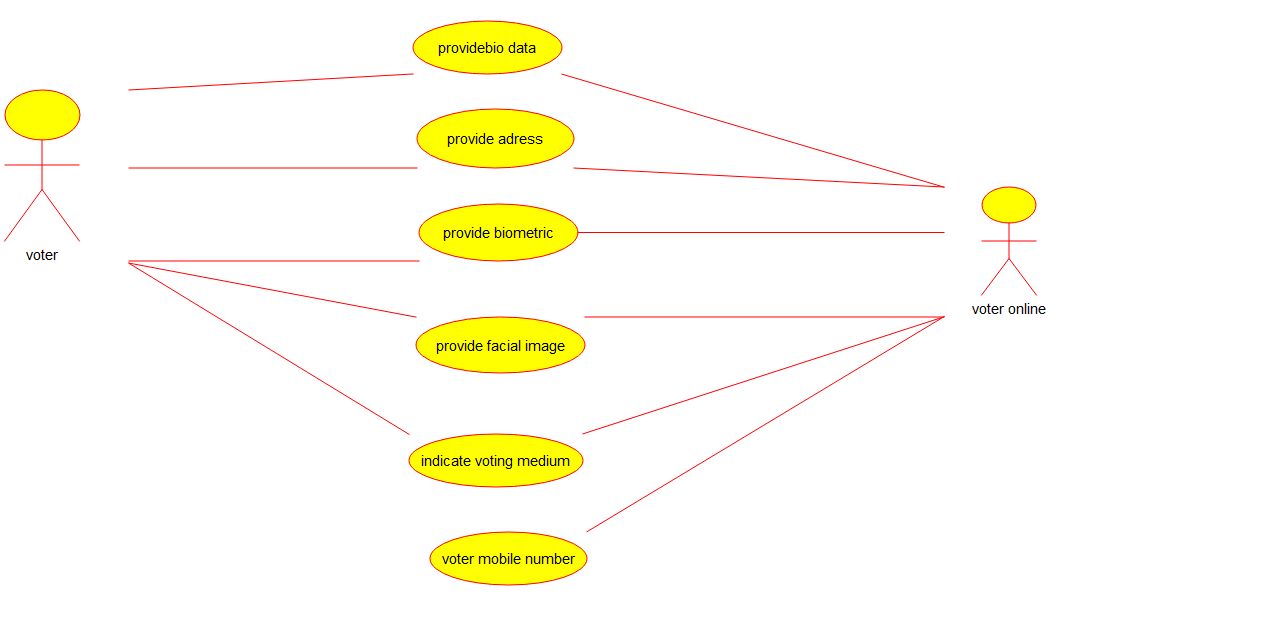 providebio data
provide adress
provide biometric
voter
provide facial image
voter online
indicate voting medium
voter mobile number